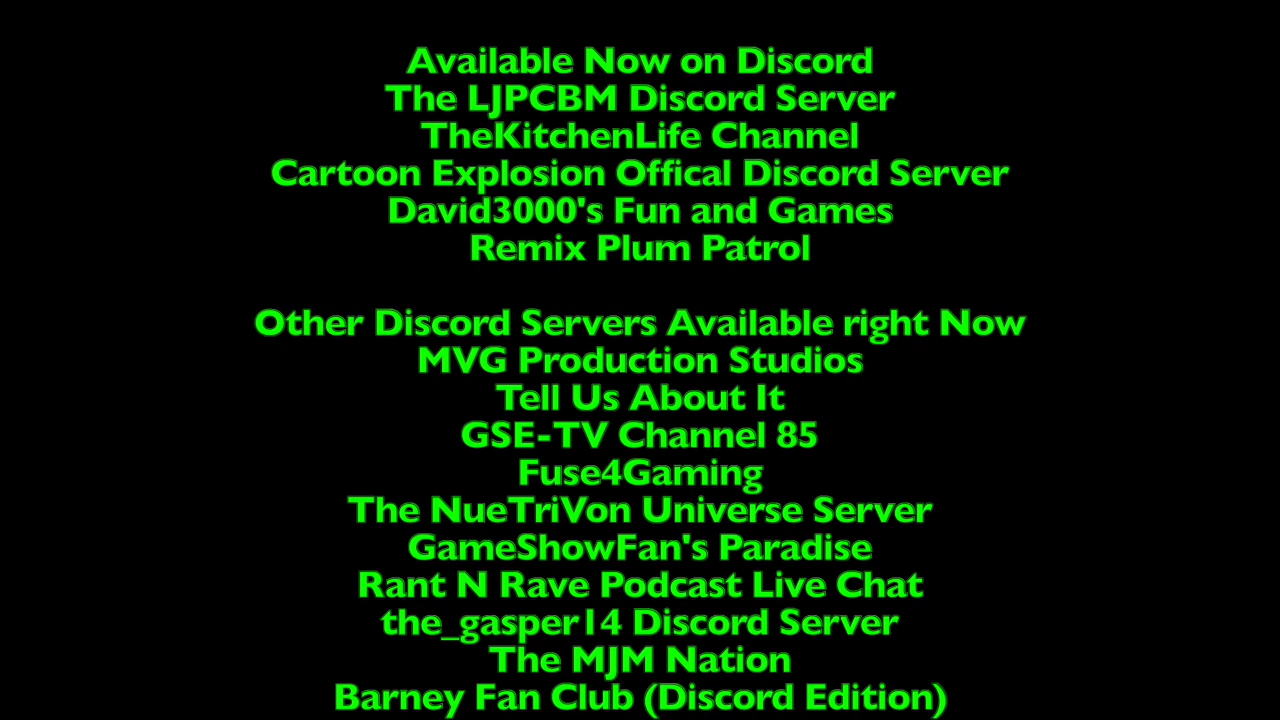 Available Now on Discord
The LJPCBM Discord Server
TheKitchenLife Channel
Cartoon Explosion Offical Discord Server
David3000's Fun and Games
Remix Plum Patrol
Other Discord Servers Available right Now
MVG Production Studios
Tell Us About It
GSE-TV Channel 85
Fuse4Gaming
The NueTriVon Universe Server
GameShowFan's Paradise
Rant N Rave Podcast Live Chat
the_gasper14 Discord Server
The MJM Nation
Barney Fan Club (Discord Edition)